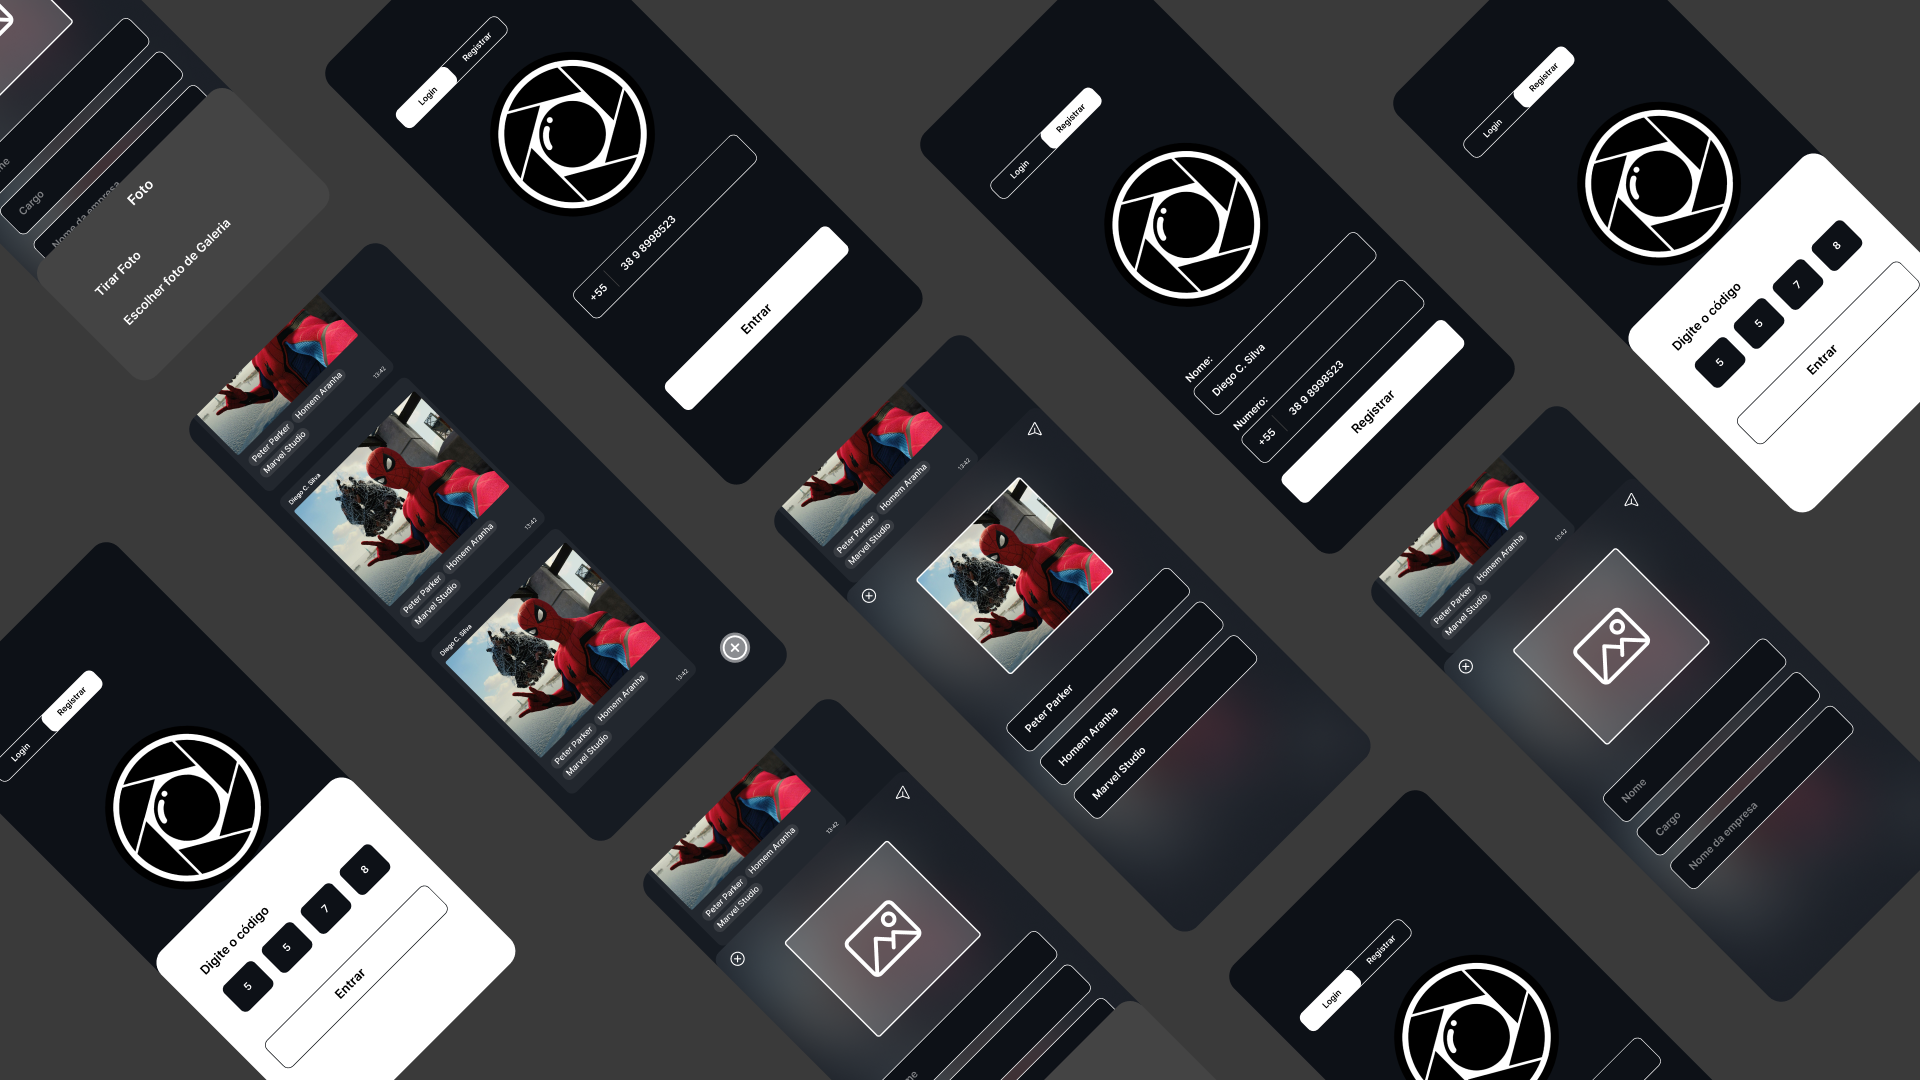 Cargo
Nome da empresa
Foto
Tirar Foto
Escolher foto de Galeria
Login
Registrar
+55
38 9 8998523
Entrar
Login
Registrar
Nome:
Diego C. Silva
Numero:
+55
38 9 8998523
Registrar
Login
Registrar
Digite o código
5
5
7
8
Entrar
Peter Parker
Homem Aranha
Marvel Studio
13:42
Diego C. Silva
Peter Parker
Homem Aranha
Marvel Studio
13:42
Diego C. Silva
Peter Parker
Homem Aranha
Marvel Studio
13:42
Peter Parker
Homem Aranha
Marvel Studio
13:42
Peter Parker
Homem Aranha
Marvel Studio
Peter Parker
Homem Aranha
Marvel Studio
13:42
Nome
Cargo
Nome da empresa
Login
Registrar
Digite o código
5
5
7
8
Entrar
Peter Parker
Homem Aranha
Marvel Studio
13:42
Login
Registrar